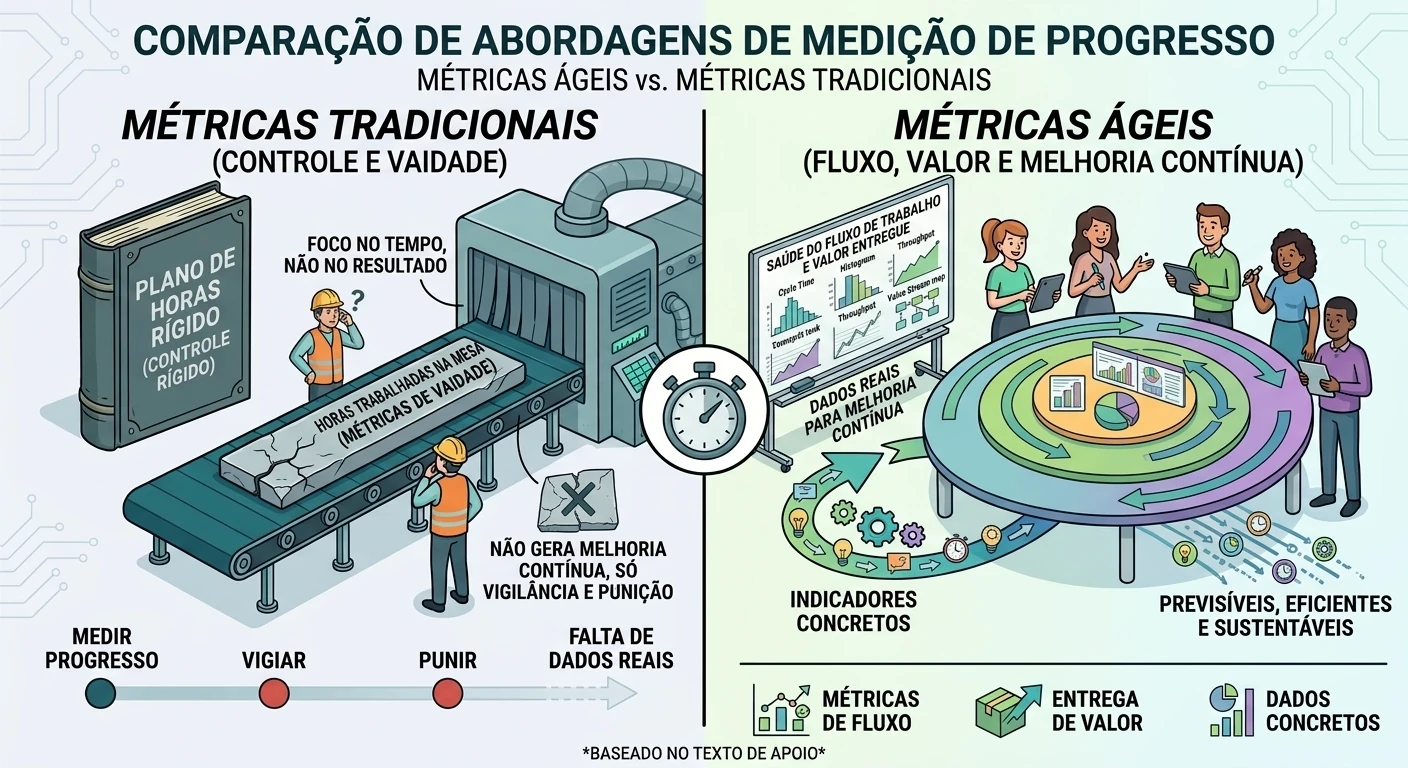 COMPARAÇÃO DE ABORDAGENS DE MEDIÇÃO DE PROGRESSO
MÉTRICAS ÁGEIS vs. MÉTRICAS TRADICIONAIS
MÉTRICAS TRADICIONAIS
(CONTROLE E VAIDADE)
PLANO DE
HORAS
RÍGIDO
(CONTROLE
RÍGIDO)
FOCO NO TEMPO,
NÃO NO RESULTADO
?
HORAS TRABALHADAS NA MESA
(MÉTRICAS DE VAIDADE)
NÃO GERA MELHORIA
CONTÍNUA, SÓ
VIGILÂNCIA E PUNIÇÃO
MEDIR
PROGRESSO
VIGIAR
PUNIR
FALTA DE
DADOS REAIS
MÉTRICAS ÁGEIS
(FLUXO, VALOR E MELHORIA CONTÍNUA)
SAÚDE DO FLUXO DE TRABALHO
E VALOR ENTREGUE
Cycle Time
Histogram
Throughput
Throughput
Value Stream map
DADOS REAIS
PARA MELHORIA
CONTÍNUA
INDICADORES
CONCRETOS
PREVISÍVEIS, EFICIENTES
E SUSTENTÁVEIS
MÉTRICAS
DE FLUXO
ENTREGA
DE VALOR
DADOS
CONCRETOS
*BASEADO NO TEXTO DE APOIO*